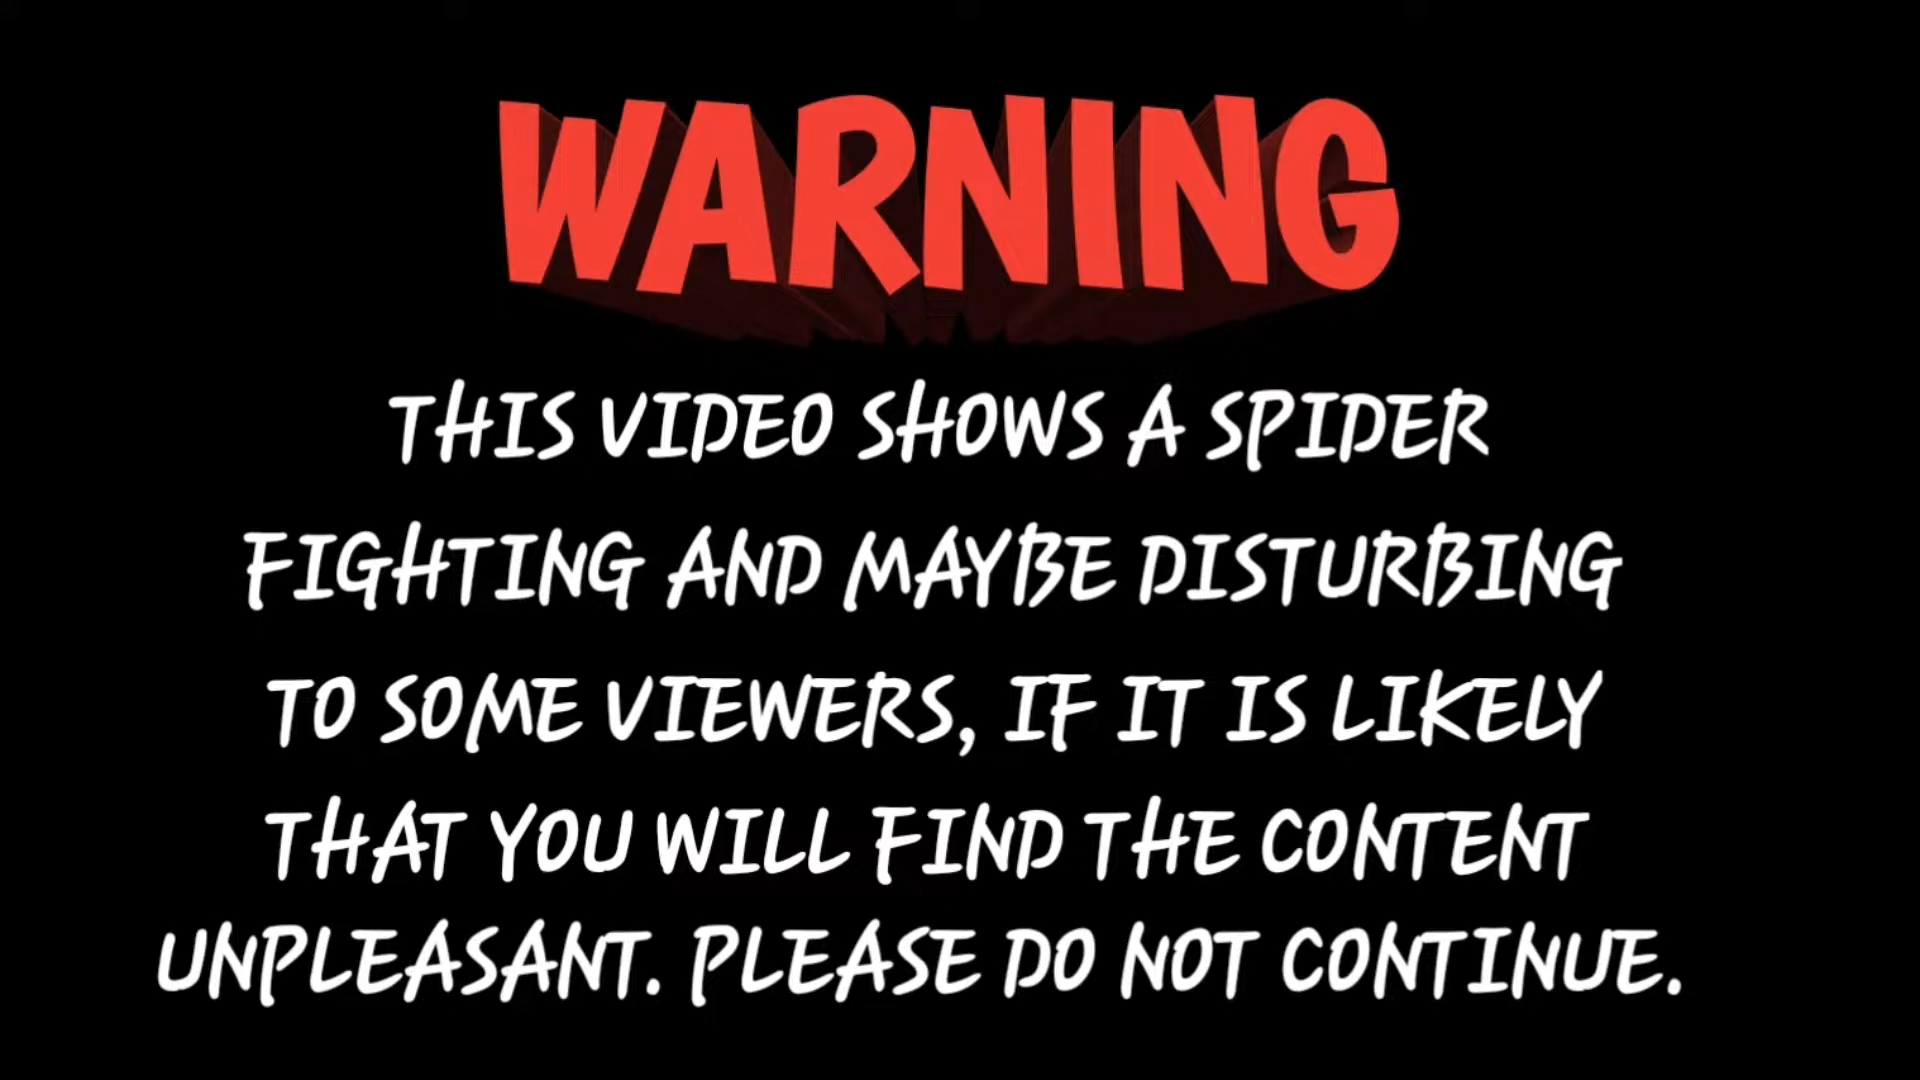 WARNING
THIS VIDEO SHOWS A SPIDER
FIGHTING AND MAYBE DISTURBING
TO SOME VIEWERS, IF IT IS LIKELY
THAT YOU WILL FIND THE CONTENT
UNPLEASANT. PLEASE DO NOT CONTINUE.